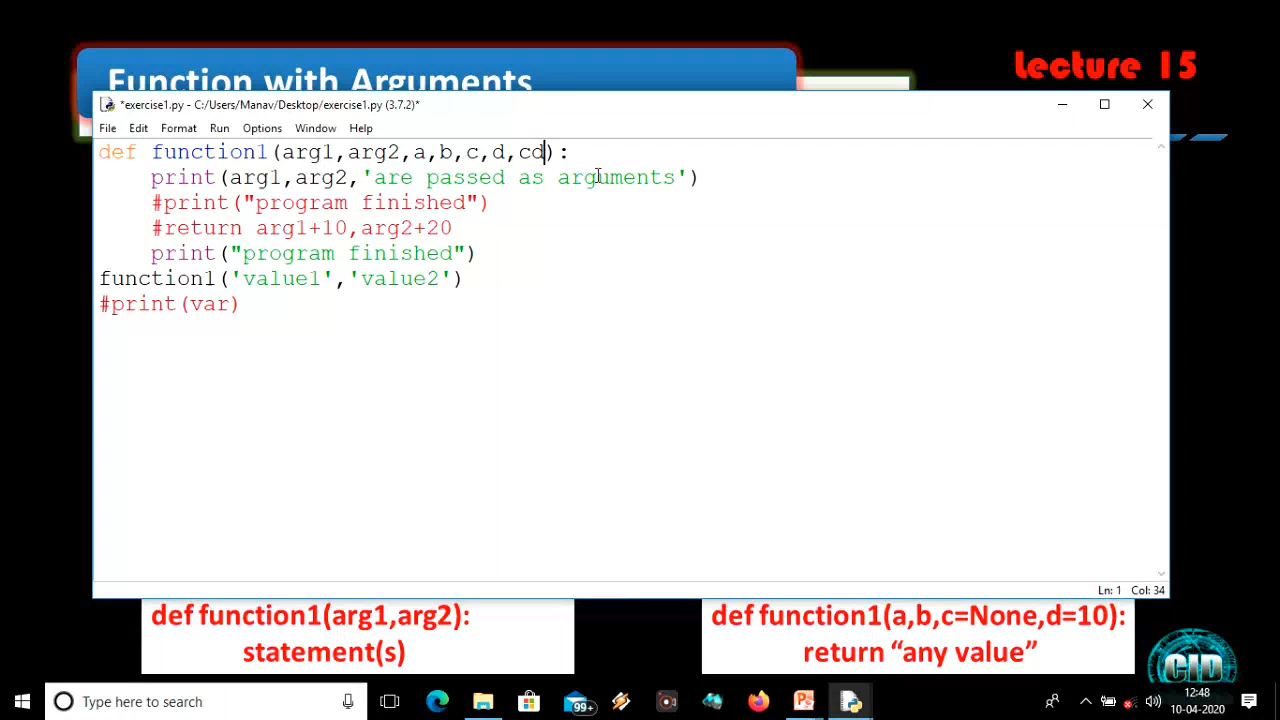 Function with Arguments
Lecture 15
*exercise1.py - C:/Users/Manav/Desktop/exercise1.py (3.7.2)*
File Edit Format Run Options Window Help
def function1(arg1,arg2,a,b,c,d,cd):
print(arg1,arg2,'are passed as arguments')
#print("program finished")
#return arg1+10,arg2+20
print("program finished")
function1('value1','value2')
#print(var)
Ln: 1 Col: 34
def function1(arg1,arg2):
statement(s)
def function1(a,b,c=None,d=10):
return “any value”
CID
Type here to search
99+
12:48
10-04-2020